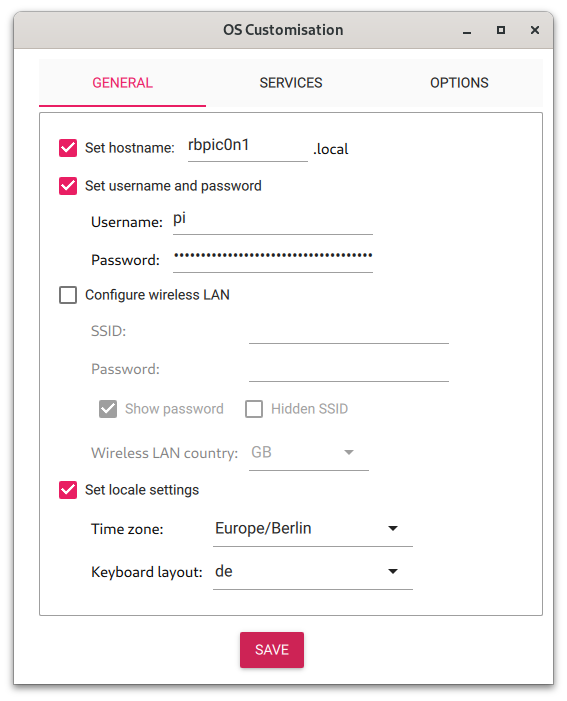 OS Customisation
GENERAL SERVICES OPTIONS
Set hostname: rbpic0n1 .local
Set username and password
Username: pi
Password: •••••••••••••••••••••••••••••••••••••
Configure wireless LAN
SSID:
Password:
Show password Hidden SSID
Wireless LAN country: GB
Set locale settings
Time zone: Europe/Berlin
Keyboard layout: de
SAVE